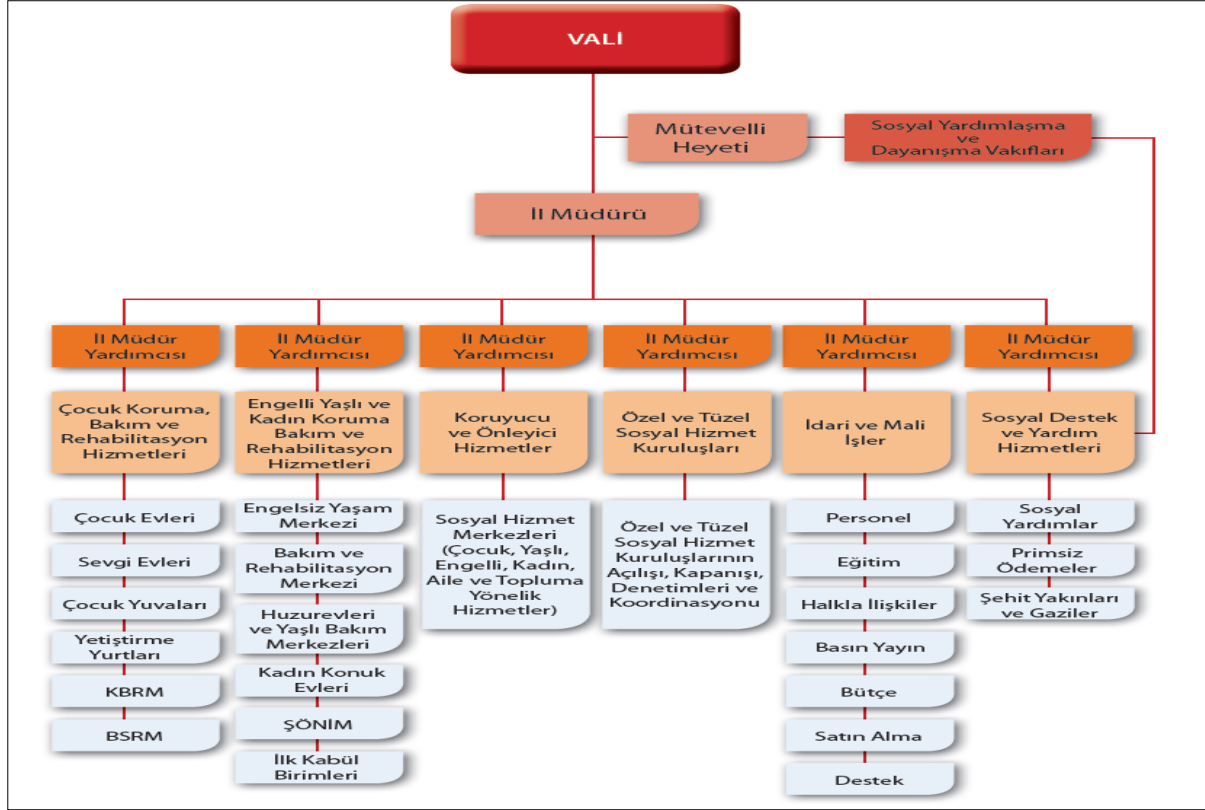 VALİ
Mütevelli
Heyeti
Sosyal Yardımlaşma
ve
Dayanışma Vakıfları
İl Müdürü
İl Müdür
Yardımcısı
İl Müdür
Yardımcısı
İl Müdür
Yardımcısı
İl Müdür
Yardımcısı
İl Müdür
Yardımcısı
İl Müdür
Yardımcısı
Çocuk Koruma,
Bakım ve
Rehabilitasyon
Hizmetleri
Engelli Yaşlı ve
Kadın Koruma
Bakım ve
Rehabilitasyon
Hizmetleri
Koruyucu
ve Önleyici
Hizmetler
Özel ve Tüzel
Sosyal Hizmet
Kuruluşları
İdari ve Mali
İşler
Sosyal Destek
ve Yardım
Hizmetleri
Çocuk Evleri
Sevgi Evleri
Çocuk Yuvaları
Yetiştirme
Yurtları
KBRM
BSRM
Engelsiz Yaşam
Merkezi
Bakım ve
Rehabilitasyon
Merkezi
Huzurevleri
ve Yaşlı Bakım
Merkezleri
Kadın Konuk
Evleri
ŞÖNİM
İlk Kabül
Birimleri
Sosyal Hizmet
Merkezleri
(Çocuk, Yaşlı,
Engelli, Kadın,
Aile ve Topluma
Yönelik
Hizmetler)
Özel ve Tüzel
Sosyal Hizmet
Kuruluşlarının
Açılışı, Kapanışı,
Denetimleri ve
Koordinasyonu
Personel
Eğitim
Halkla İlişkiler
Basın Yayın
Bütçe
Satın Alma
Destek
Sosyal
Yardımlar
Primsiz
Ödemeler
Şehit Yakınları
ve Gaziler